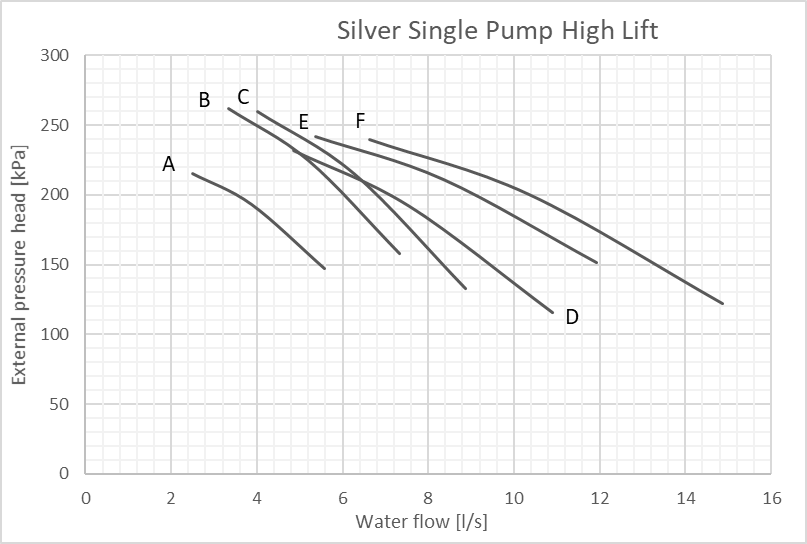 Silver Single Pump High Lift
300
250
200
150
100
50
0
External pressure head [kPa]
A
B
C
E
F
D
0 2 4 6 8 10 12 14 16
Water flow [l/s]